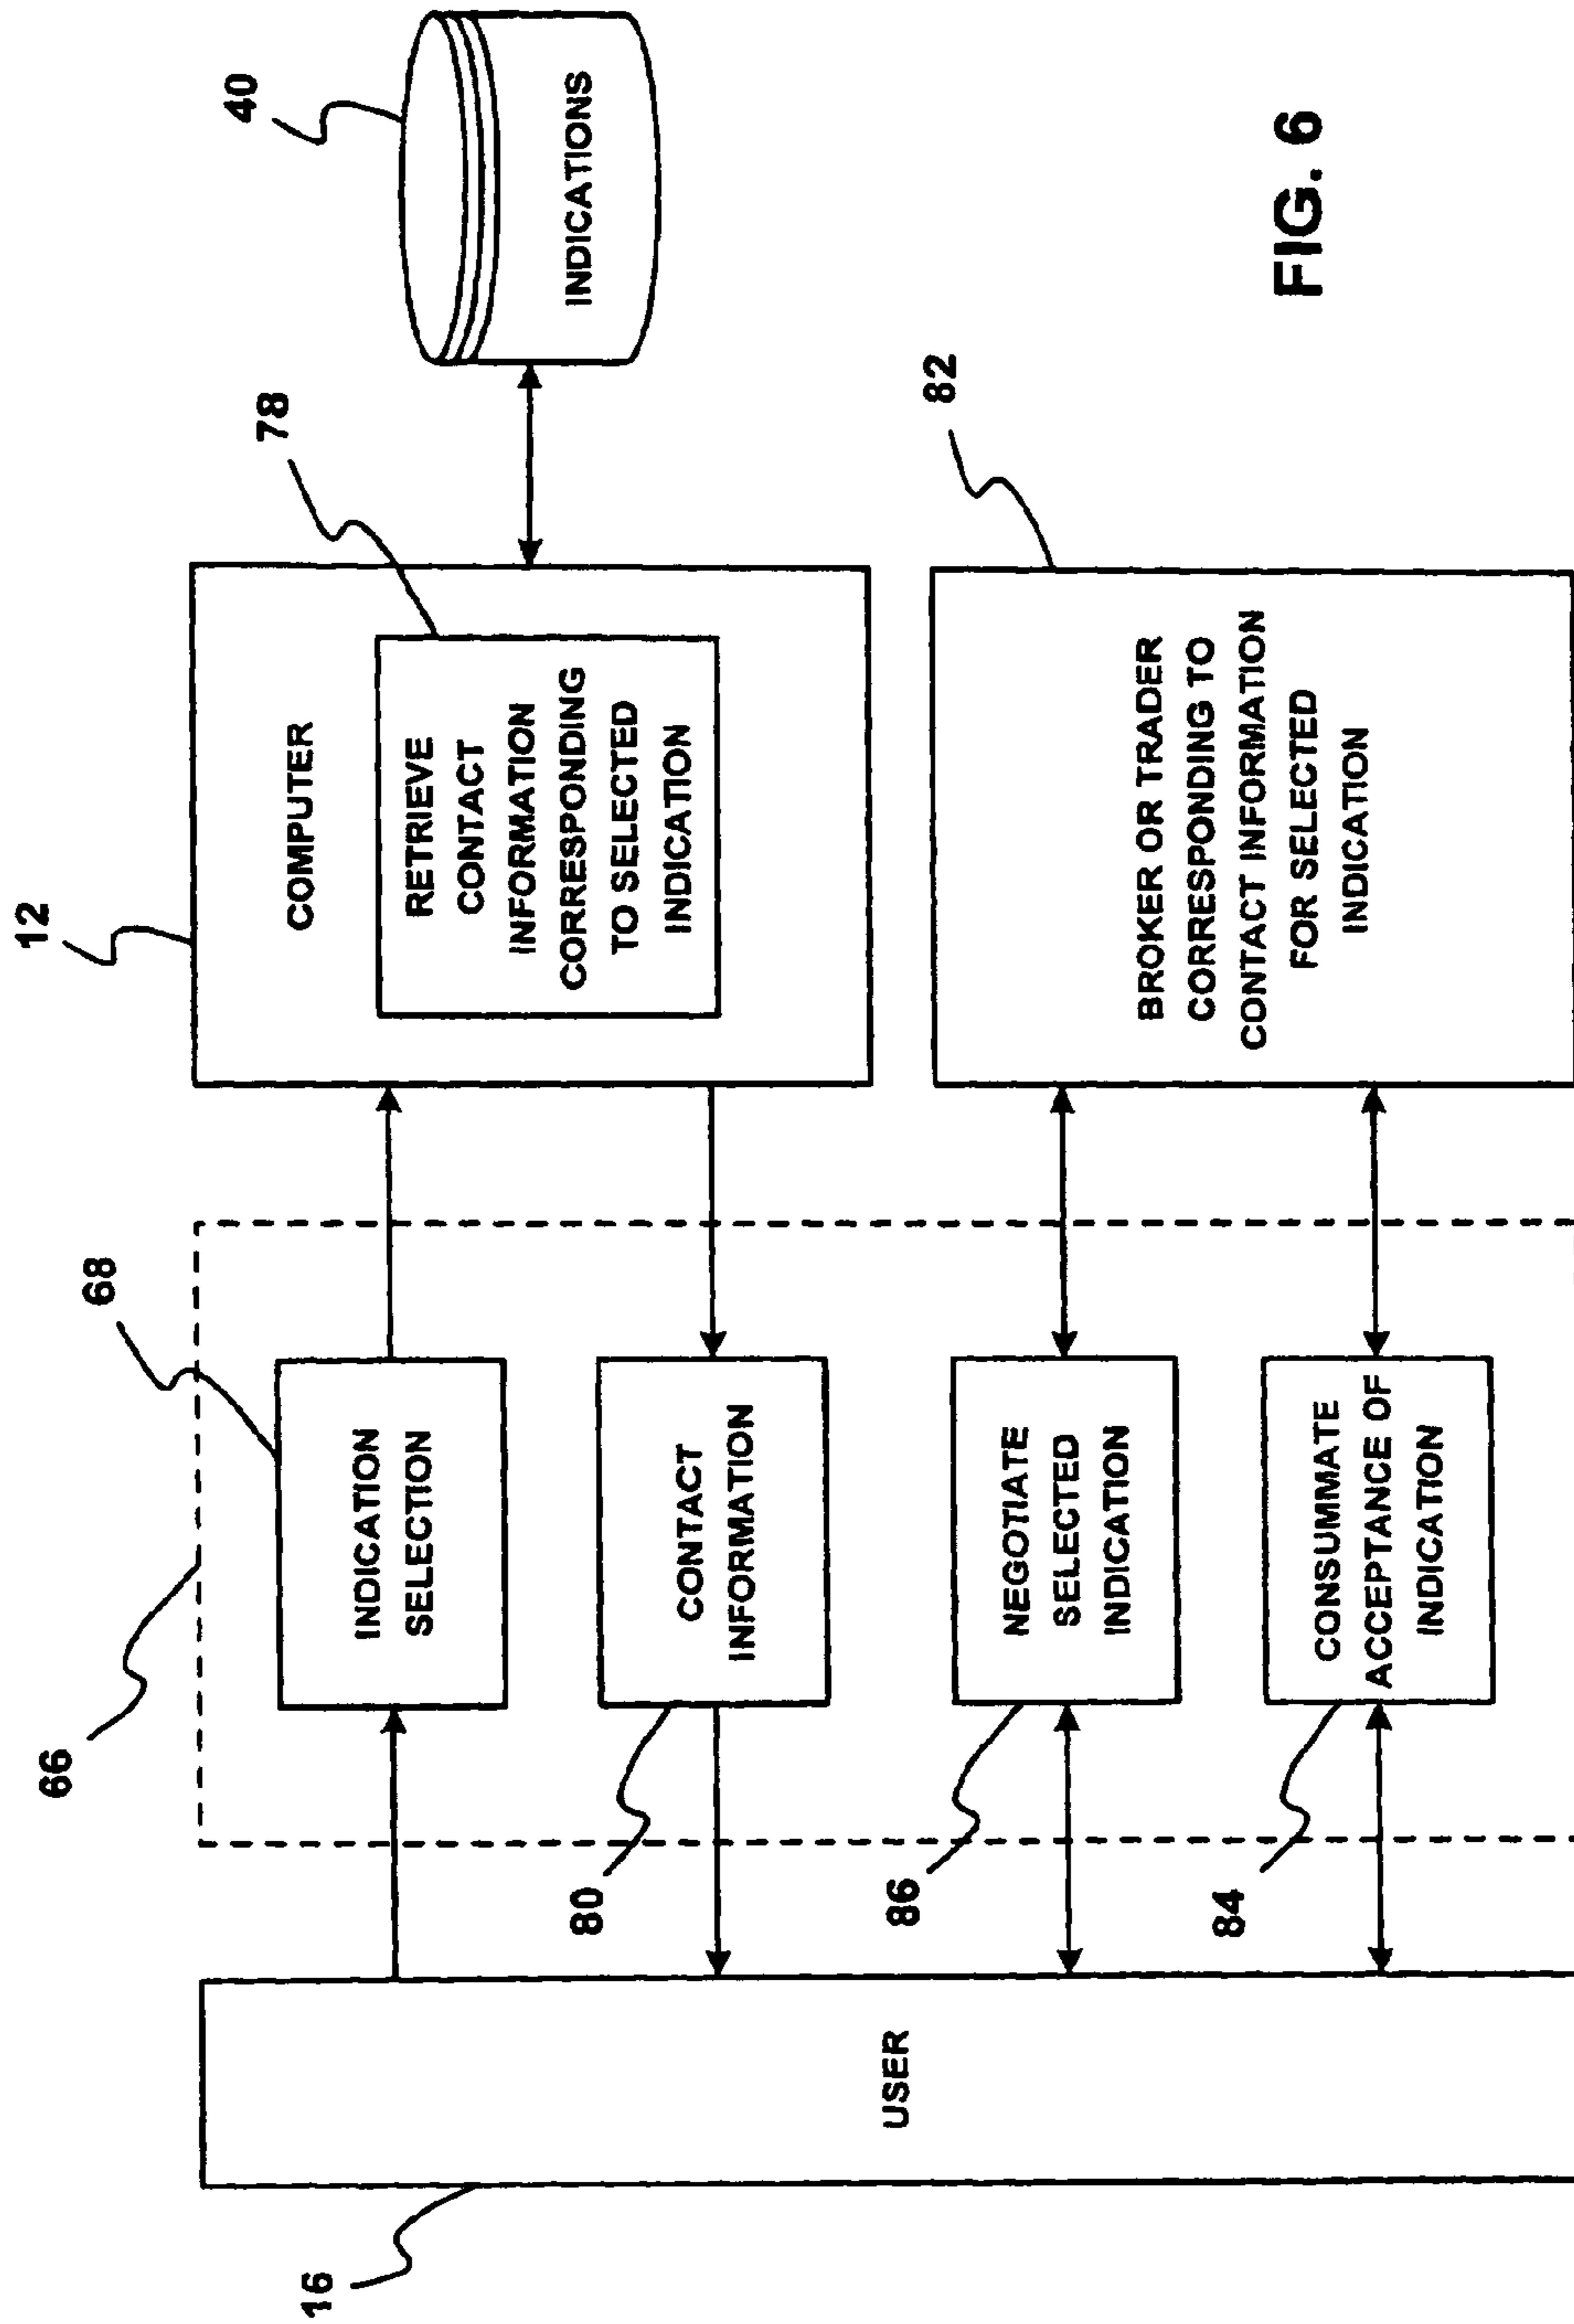 12
COMPUTER
78
RETRIEVE
CONTACT
INFORMATION
CORRESPONDING
TO SELECTED
INDICATION
40
INDICATIONS
66
68
INDICATION
SELECTION
80
CONTACT
INFORMATION
86
NEGOTIATE
SELECTED
INDICATION
84
CONSUMMATE
ACCEPTANCE OF
INDICATION
82
BROKER OR TRADER
CORRESPONDING TO
CONTACT INFORMATION
FOR SELECTED
INDICATION
16
USER
FIG. 6